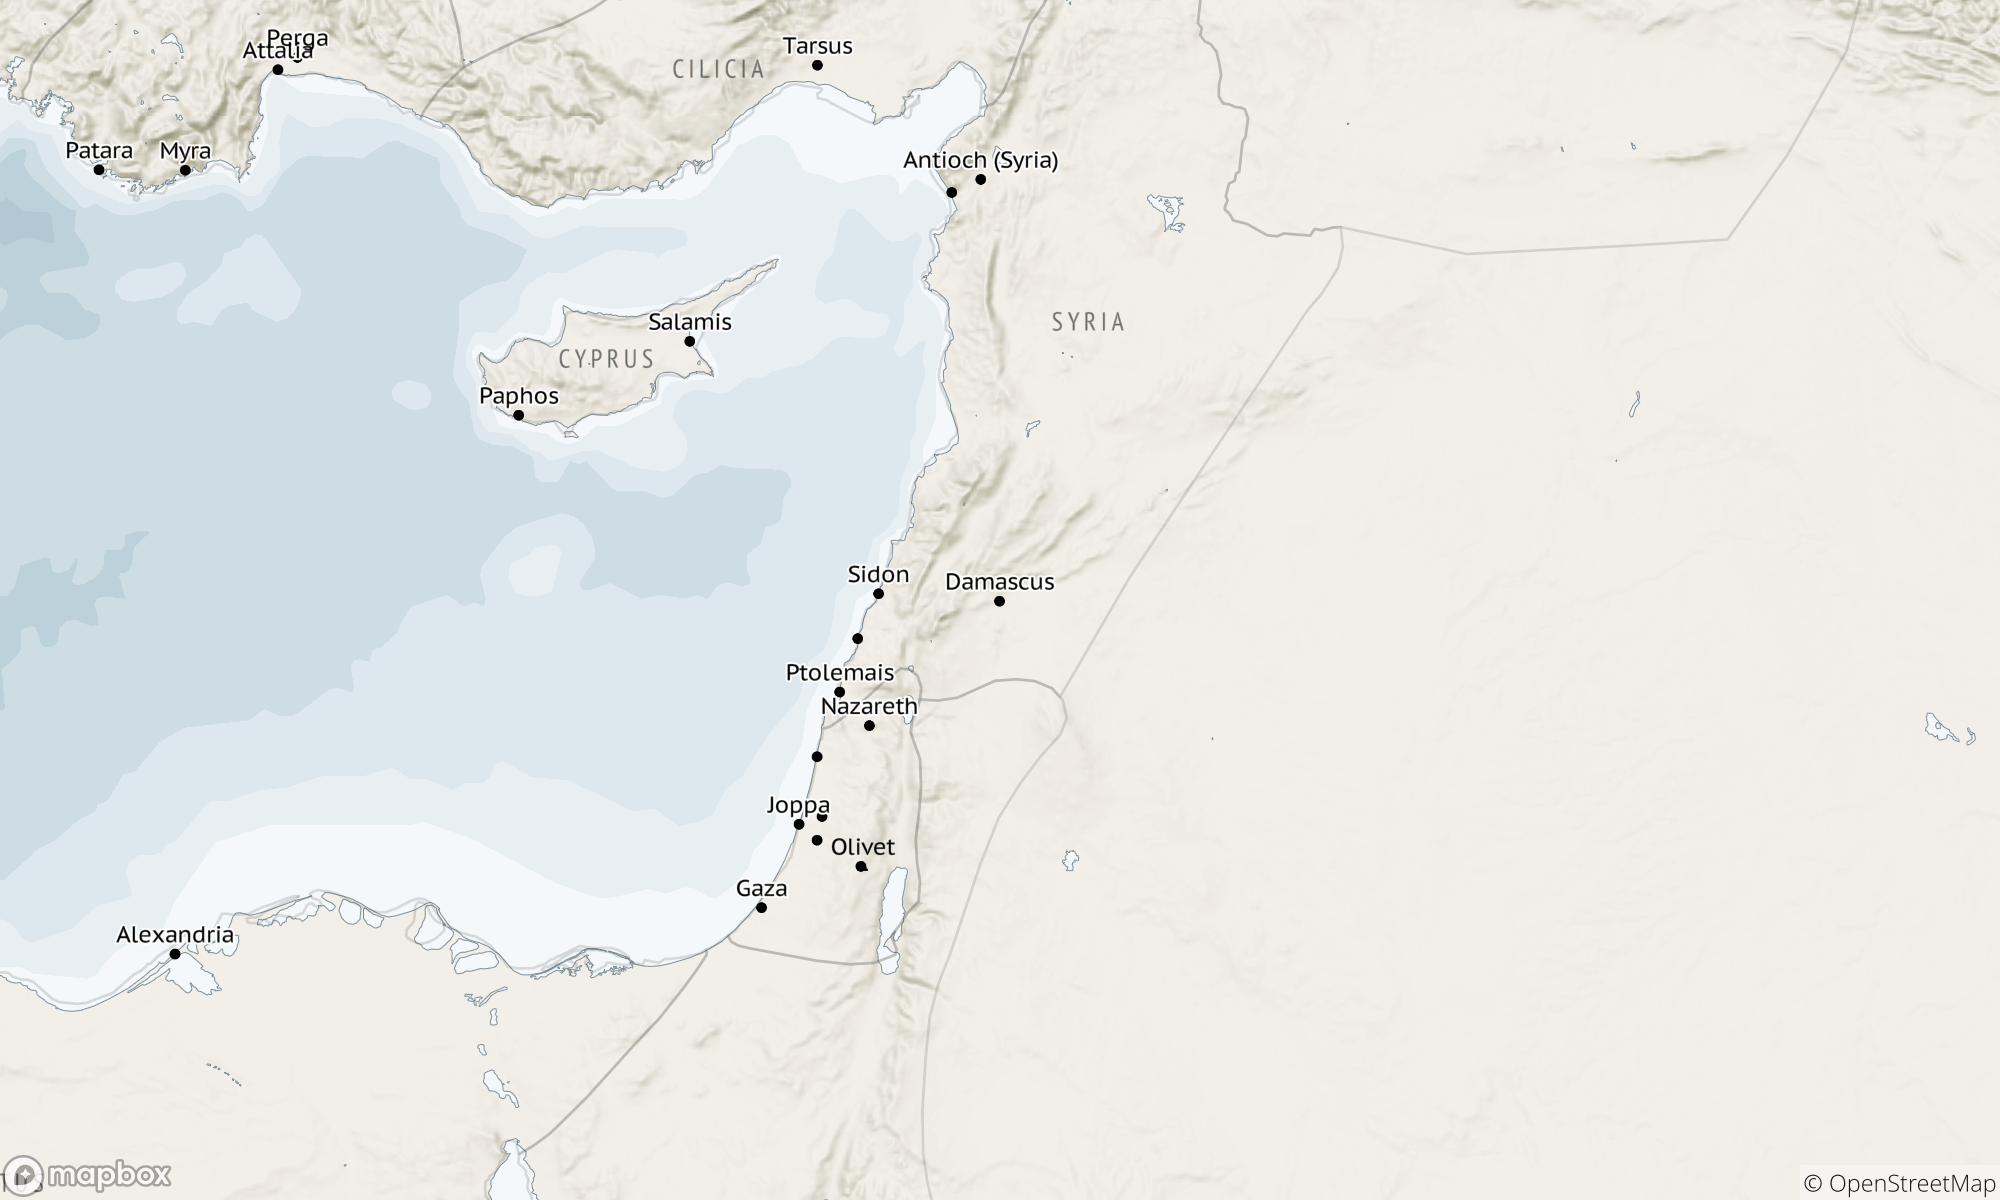 Perga
Attalia
Tarsus
CILICIA
Patara
Myra
Antioch (Syria)
Salamis
SYRIA
CYPRUS
Paphos
Sidon
Damascus
Ptolemais
Nazareth
Joppa
Olivet
Gaza
Alexandria
mapbox
© OpenStreetMap